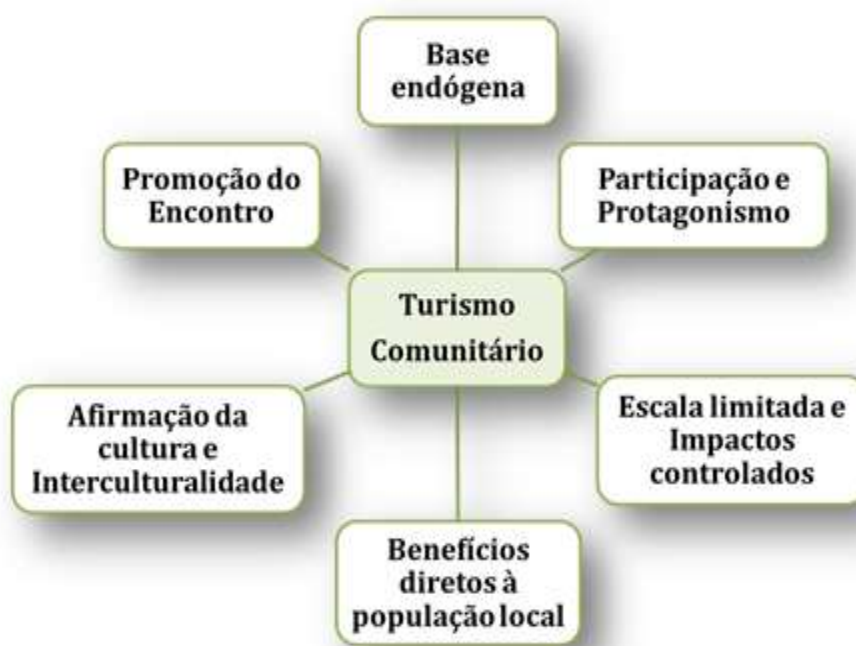 Base
endógena
Promoção do
Encontro
Participação e
Protagonismo
Turismo
Comunitário
Afirmação da
cultura e
Interculturalidade
Escala limitada e
Impactos
controlados
Benefícios
diretos à
população local